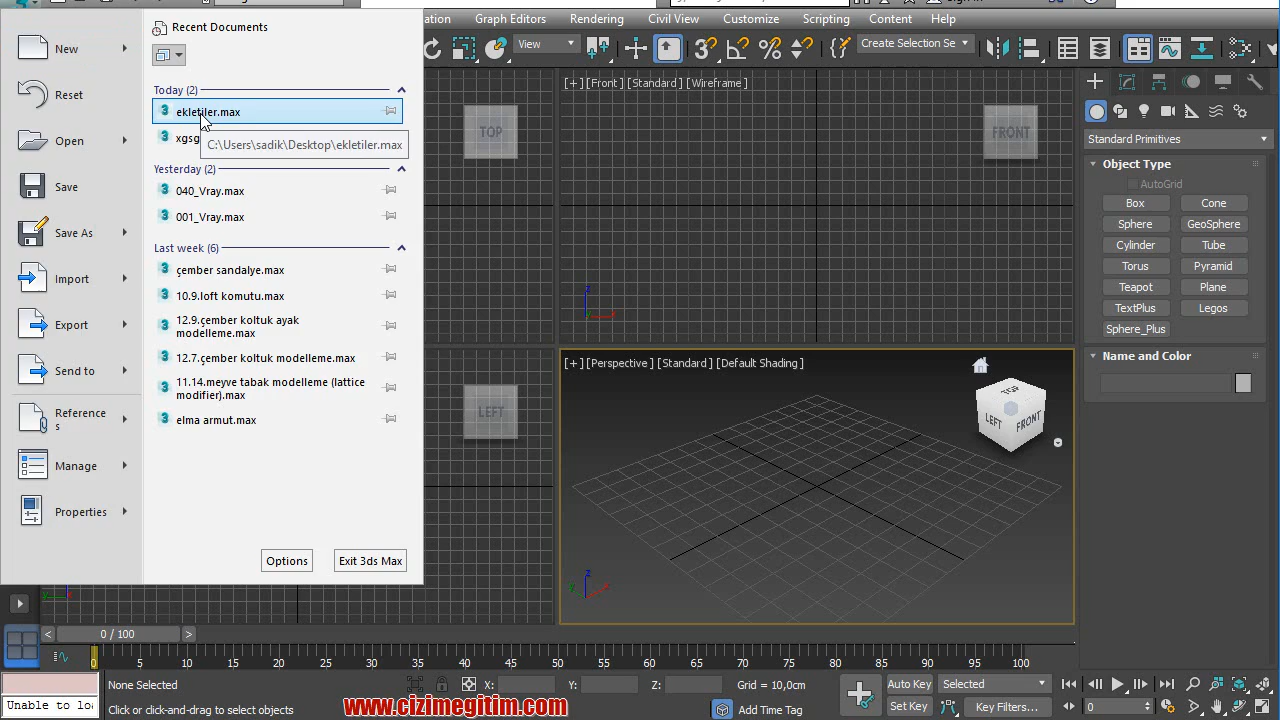 Graph Editors Rendering Civil View Customize Scripting Content Help
Recent Documents
View
Create Selection Se
New
Reset
Open
Save
Save As
Import
Export
Send to
Reference
s
Manage
Properties
Today (2)
ekletiler.max
C:\Users\sadik\Desktop\ekletiler.max
Yesterday (2)
040_Vray.max
001_Vray.max
Last week (6)
çember sandalye.max
10.9.loft komutu.max
12.9.çember koltuk ayak
modelleme.max
12.7.çember koltuk modelleme.max
11.14.meyve tabak modelleme (lattice
modifier).max
elma armut.max
Options Exit 3ds Max
TOP
[+] [Front] [Standard] [Wireframe]
FRONT
z
x
LEFT
[+] [Perspective] [Standard] [Default Shading]
TOP
LEFT FRONT
z
y x
Standard Primitives
Object Type
AutoGrid
Box Cone
Sphere GeoSphere
Cylinder Tube
Torus Pyramid
Teapot Plane
TextPlus Legos
Sphere_Plus
Name and Color
< 0 / 100 >
0 5 10 15 20 25 30 35 40 45 50 55 60 65 70 75 80 85 90 95 100
None Selected
X: Y: Z: Grid = 10,0cm
Auto Key Selected
Click or click-and-drag to select objects
www.cizimegitim.com
Add Time Tag
Set Key Key Filters... 0